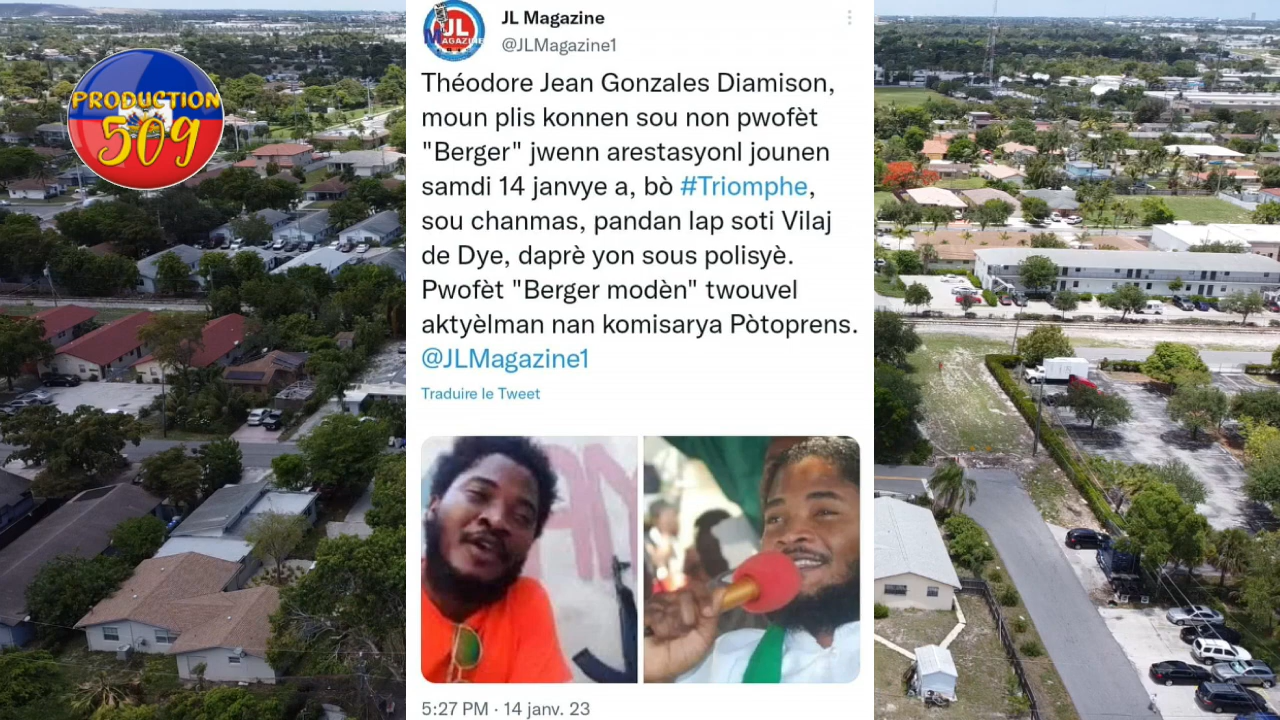 PRODUCTION
509
JL
MAGAZINE
JL Magazine
@JLMagazine1
Théodore Jean Gonzales Diamison,
moun plis konnen sou non pwofèt
"Berger" jwenn arestasyonl jounen
samdi 14 janvye a, bò #Triomphe,
sou chanmas, pandan lap soti Vilaj
de Dye, daprè yon sous polisyè.
Pwofèt "Berger modèn" twouvel
aktyèlman nan komisarya Pòtoprens.
@JLMagazine1
Traduire le Tweet
5:27 PM · 14 janv. 23